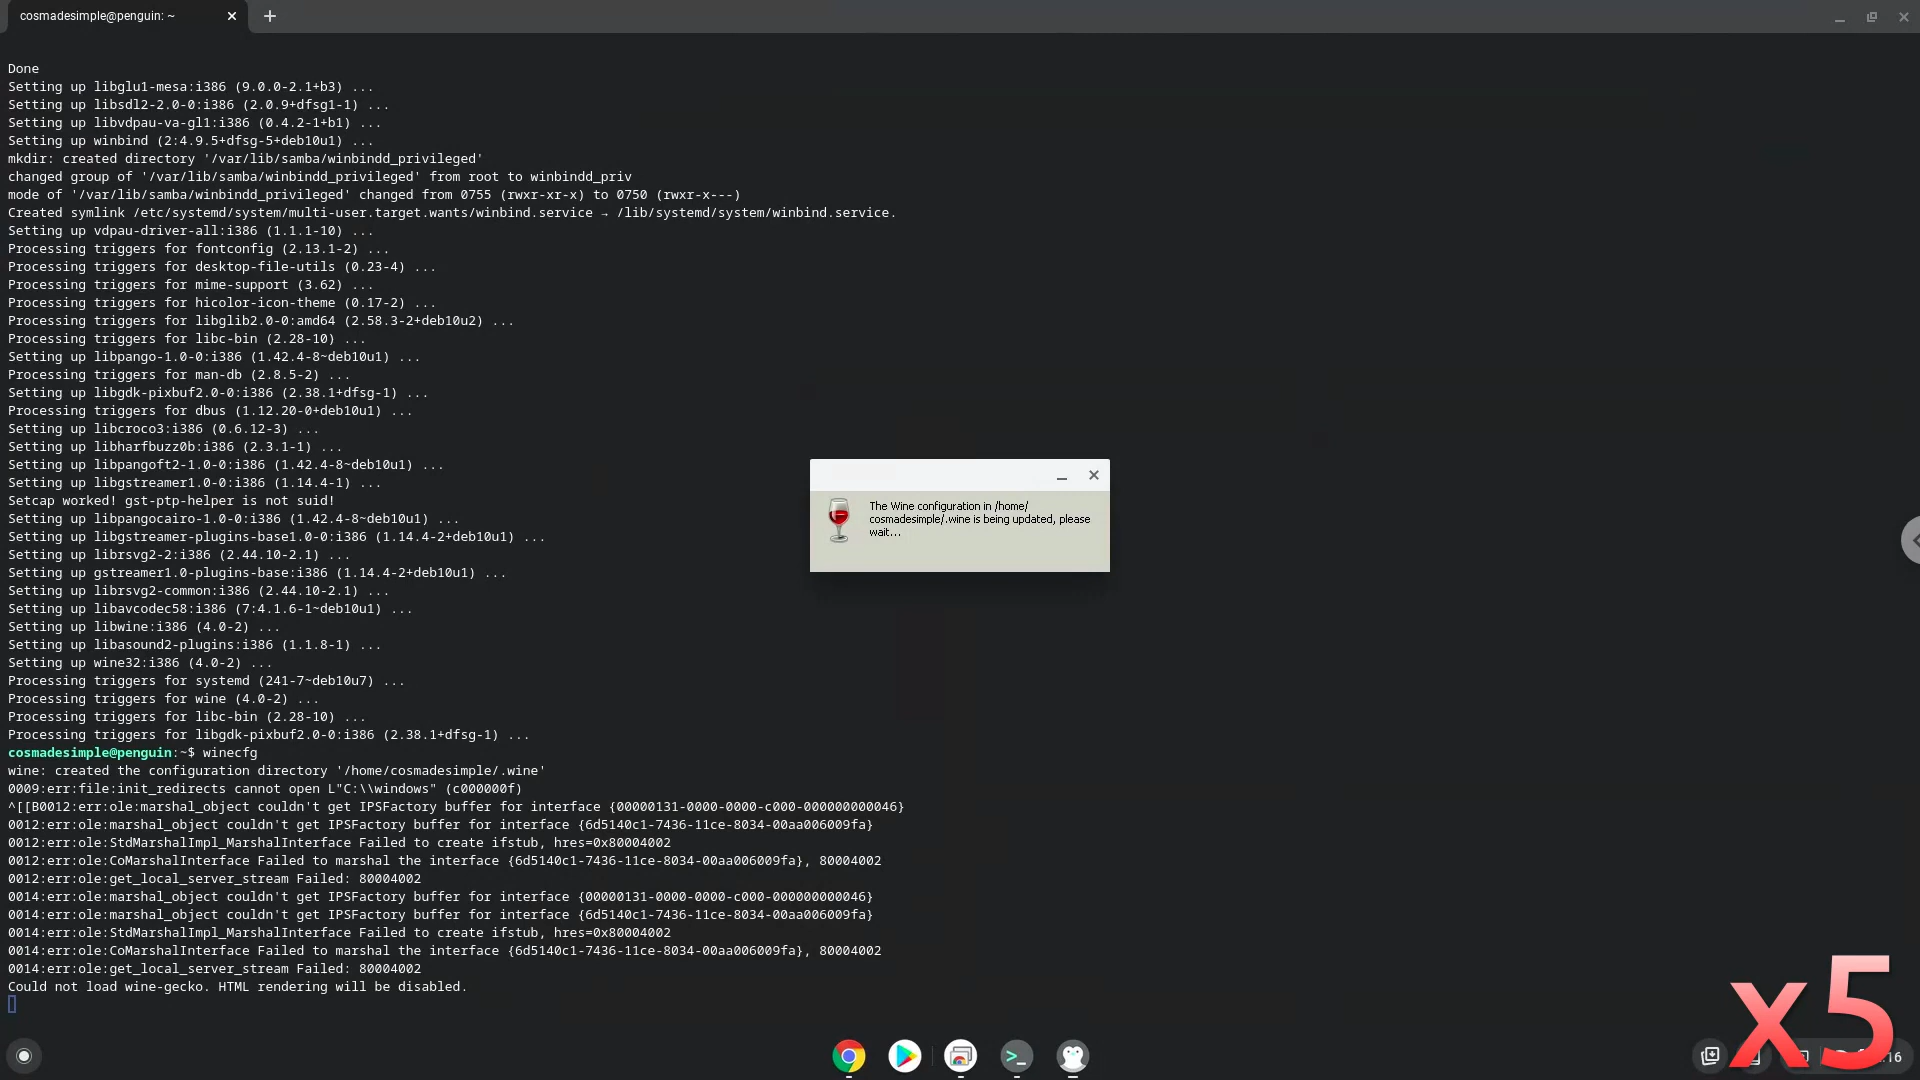 cosmadesimple@penguin: ~
Done
Setting up libglu1-mesa:i386 (9.0.0-2.1+b3) ...
Setting up libsdl2-2.0-0:i386 (2.0.9+dfsg1-1) ...
Setting up libvdpau-va-gl1:i386 (0.4.2-1+b1) ...
Setting up winbind (2:4.9.5+dfsg-5+deb10u1) ...
mkdir: created directory '/var/lib/samba/winbindd_privileged'
changed group of '/var/lib/samba/winbindd_privileged' from root to winbindd_priv
mode of '/var/lib/samba/winbindd_privileged' changed from 0755 (rwxr-xr-x) to 0750 (rwxr-x---)
Created symlink /etc/systemd/system/multi-user.target.wants/winbind.service → /lib/systemd/system/winbind.service.
Setting up vdpau-driver-all:i386 (1.1.1-10) ...
Processing triggers for fontconfig (2.13.1-2) ...
Processing triggers for desktop-file-utils (0.23-4) ...
Processing triggers for mime-support (3.62) ...
Processing triggers for hicolor-icon-theme (0.17-2) ...
Processing triggers for libglib2.0-0:amd64 (2.58.3-2+deb10u2) ...
Processing triggers for libc-bin (2.28-10) ...
Setting up libpango-1.0-0:i386 (1.42.4-8~deb10u1) ...
Processing triggers for man-db (2.8.5-2) ...
Setting up libgdk-pixbuf2.0-0:i386 (2.38.1+dfsg-1) ...
Processing triggers for dbus (1.12.20-0+deb10u1) ...
Setting up libcroco3:i386 (0.6.12-3) ...
Setting up libharfbuzz0b:i386 (2.3.1-1) ...
Setting up libpangoft2-1.0-0:i386 (1.42.4-8~deb10u1) ...
Setting up libgstreamer1.0-0:i386 (1.14.4-1) ...
Setcap worked! gst-ptp-helper is not suid!
Setting up libpangocairo-1.0-0:i386 (1.42.4-8~deb10u1) ...
Setting up libgstreamer-plugins-base1.0-0:i386 (1.14.4-2+deb10u1) ...
Setting up librsvg2-2:i386 (2.44.10-2.1) ...
Setting up gstreamer1.0-plugins-base:i386 (1.14.4-2+deb10u1) ...
Setting up librsvg2-common:i386 (2.44.10-2.1) ...
Setting up libavcodec58:i386 (7:4.1.6-1~deb10u1) ...
Setting up libwine:i386 (4.0-2) ...
Setting up libasound2-plugins:i386 (1.1.8-1) ...
Setting up wine32:i386 (4.0-2) ...
Processing triggers for systemd (241-7~deb10u7) ...
Processing triggers for wine (4.0-2) ...
Processing triggers for libc-bin (2.28-10) ...
Processing triggers for libgdk-pixbuf2.0-0:i386 (2.38.1+dfsg-1) ...
cosmadesimple@penguin:~$ winecfg
wine: created the configuration directory '/home/cosmadesimple/.wine'
0009:err:file:init_redirects cannot open L"C:\\windows" (c000000f)
^[[B0012:err:ole:marshal_object couldn't get IPSFactory buffer for interface {00000131-0000-0000-c000-000000000046}
0012:err:ole:marshal_object couldn't get IPSFactory buffer for interface {6d5140c1-7436-11ce-8034-00aa006009fa}
0012:err:ole:StdMarshalImpl_MarshalInterface Failed to create ifstub, hres=0x80004002
0012:err:ole:CoMarshalInterface Failed to marshal the interface {6d5140c1-7436-11ce-8034-00aa006009fa}, 80004002
0012:err:ole:get_local_server_stream Failed: 80004002
0014:err:ole:marshal_object couldn't get IPSFactory buffer for interface {00000131-0000-0000-c000-000000000046}
0014:err:ole:marshal_object couldn't get IPSFactory buffer for interface {6d5140c1-7436-11ce-8034-00aa006009fa}
0014:err:ole:StdMarshalImpl_MarshalInterface Failed to create ifstub, hres=0x80004002
0014:err:ole:CoMarshalInterface Failed to marshal the interface {6d5140c1-7436-11ce-8034-00aa006009fa}, 80004002
0014:err:ole:get_local_server_stream Failed: 80004002
Could not load wine-gecko. HTML rendering will be disabled.
The Wine configuration in /home/
cosmadesimple/.wine is being updated, please
wait...
x5